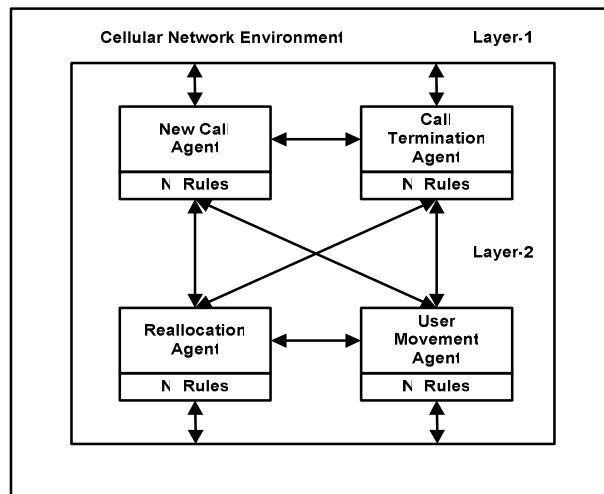 Cellular Network Environment Layer-1
New Call
Agent
N Rules
Call
Termination
Agent
N Rules
Layer-2
Reallocation
Agent
N Rules
User
Movement
Agent
N Rules